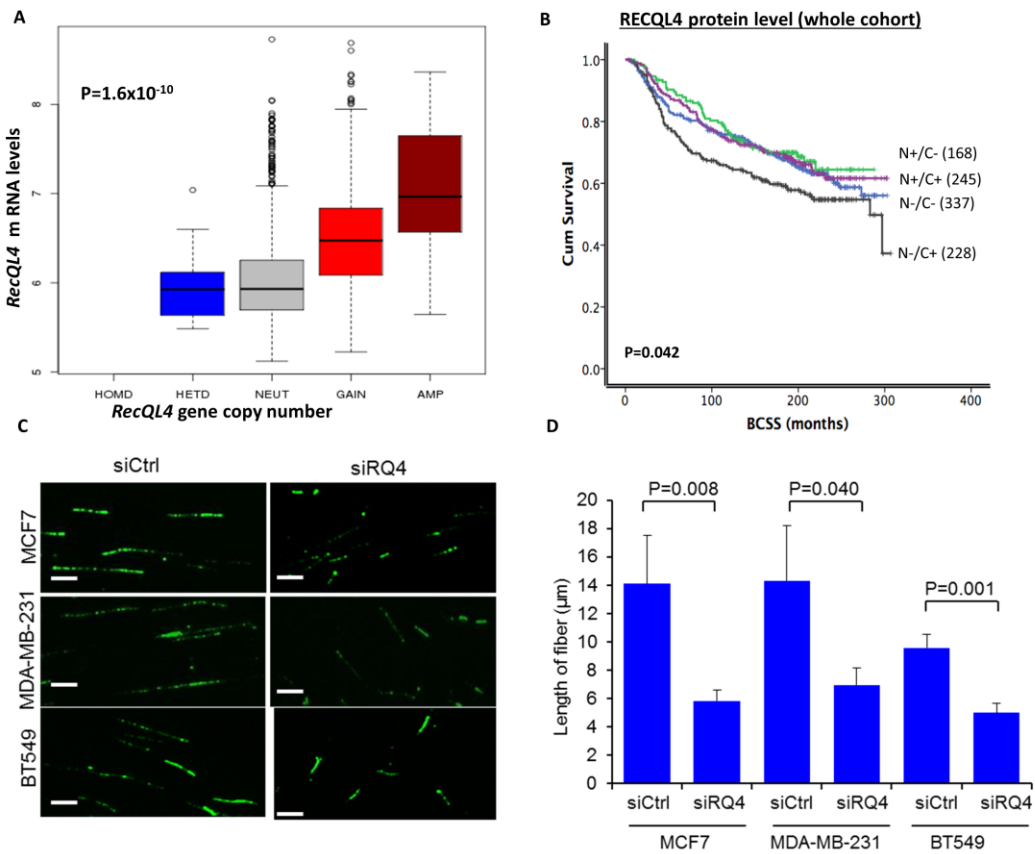 A
P=1.6x10-10
RecQL4 m RNA levels
8
7
6
5
HOMD HETD NEUT GAIN AMP
RecQL4 gene copy number
B
RECQL4 protein level (whole cohort)
1.0
0.8
0.6
0.4
0.2
0.0
Cum Survival
N+/C- (168)
N+/C+ (245)
N-/C- (337)
N-/C+ (228)
P=0.042
0 100 200 300 400
BCSS (months)
C
siCtrl siRQ4
MCF7
MDA-MB-231
BT549
D
P=0.008
P=0.040
P=0.001
Length of fiber (µm)
20
18
16
14
12
10
8
6
4
2
0
siCtrl siRQ4 siCtrl siRQ4 siCtrl siRQ4
MCF7 MDA-MB-231 BT549